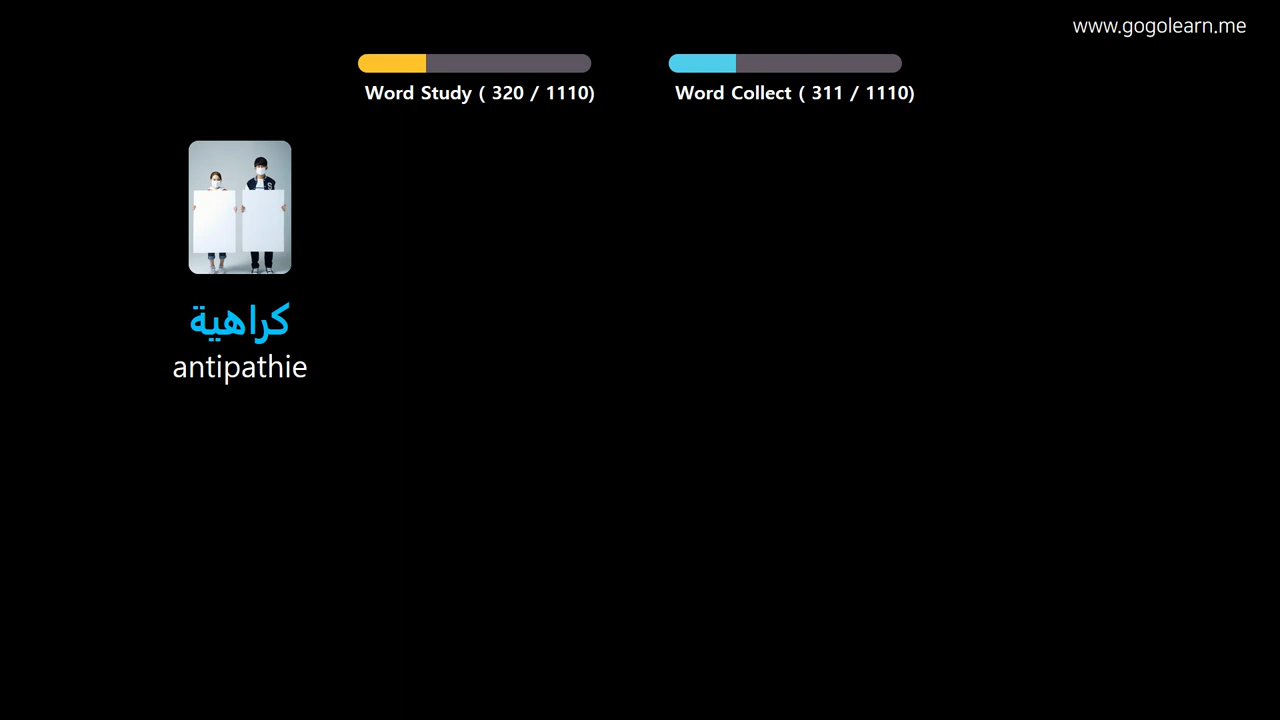 www.gogolearn.me
Word Study ( 320 / 1110)
Word Collect ( 311 / 1110)
كراهية
antipathie